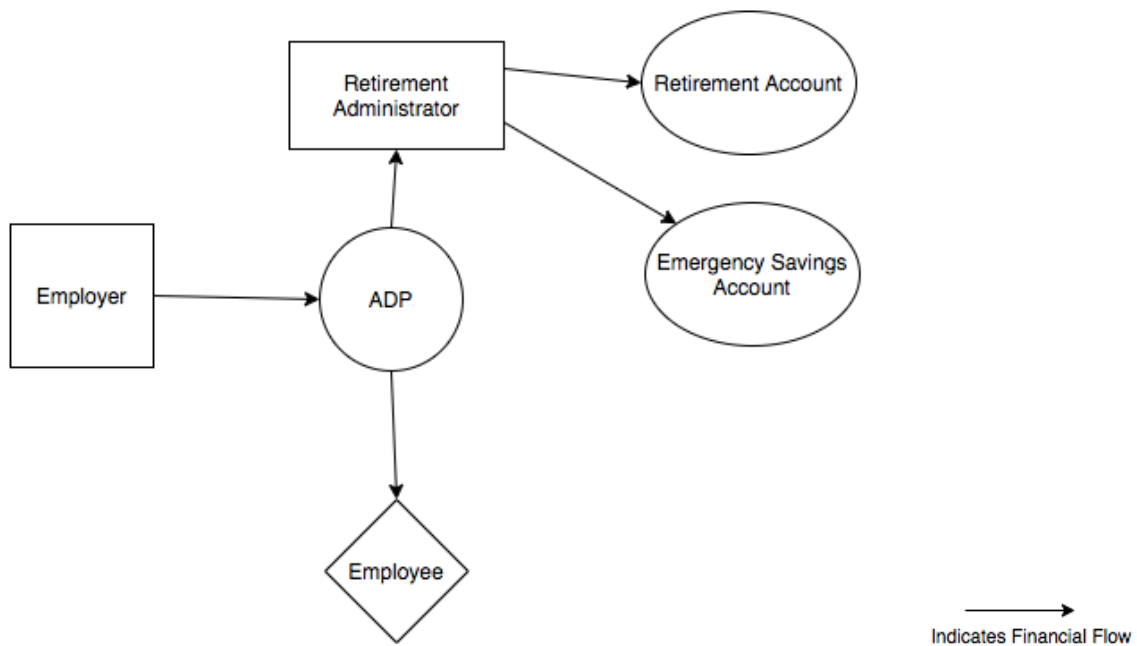 Retirement
Administrator
Retirement Account
Emergency Savings
Account
Employer
ADP
Employee
Indicates Financial Flow